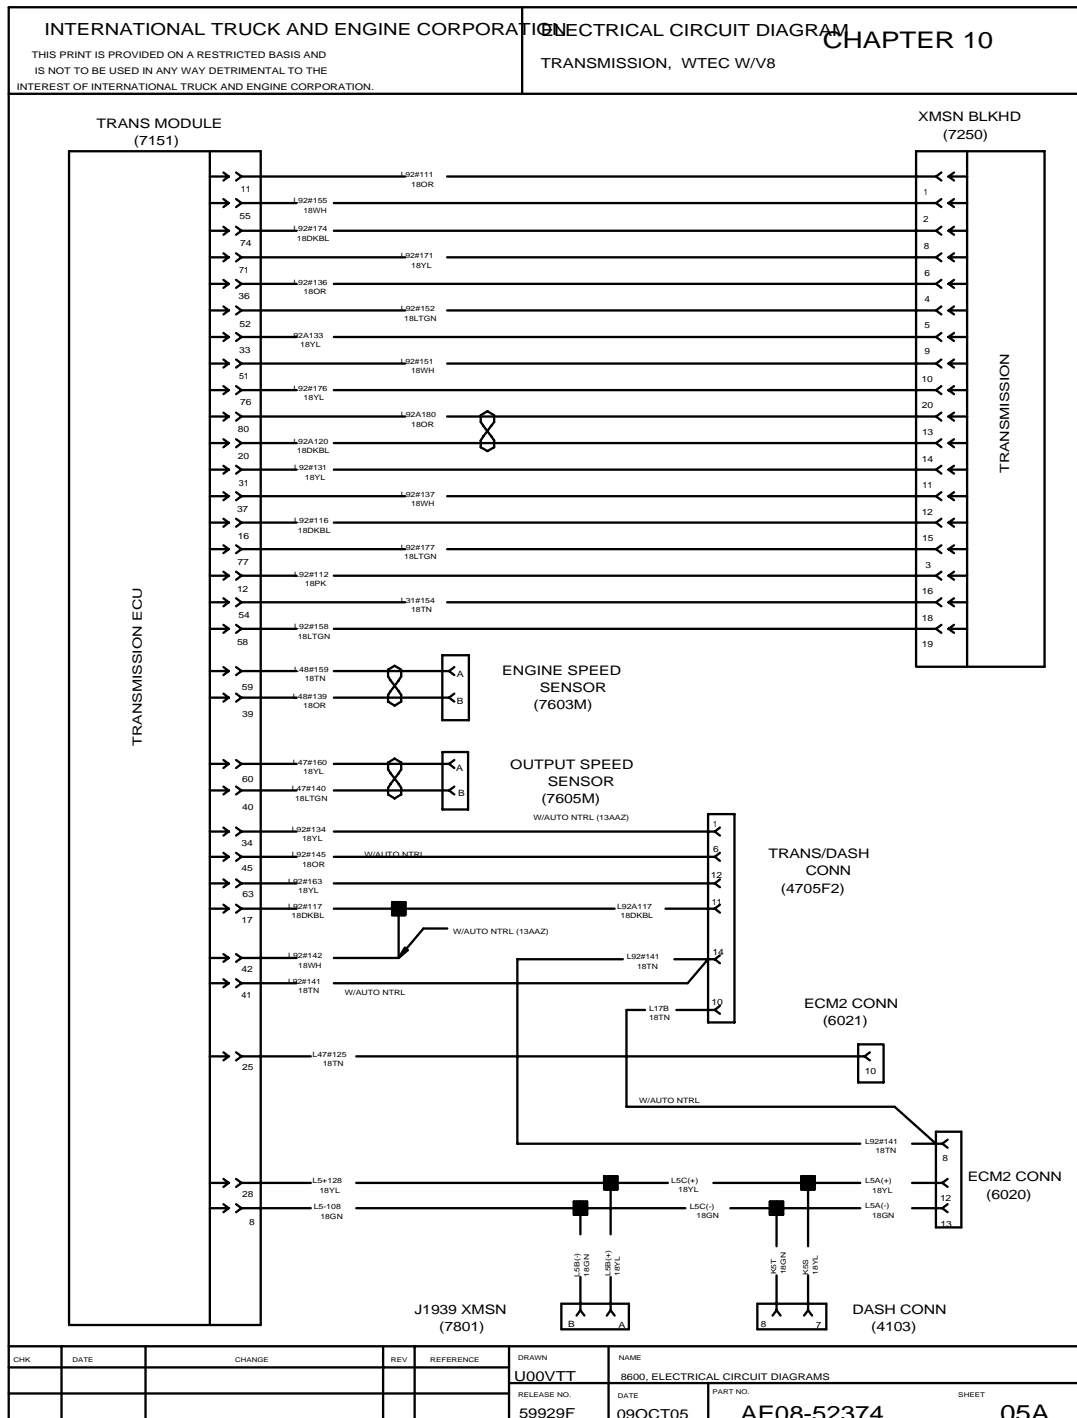 INTERNATIONAL TRUCK AND ENGINE CORPORATION
THIS PRINT IS PROVIDED ON A RESTRICTED BASIS AND
IS NOT TO BE USED IN ANY WAY DETRIMENTAL TO THE
INTEREST OF INTERNATIONAL TRUCK AND ENGINE CORPORATION.
ELECTRICAL CIRCUIT DIAGRAM
TRANSMISSION, WTEC W/V8
CHAPTER 10
TRANS MODULE
(7151)
XMSN BLKHD
(7250)
TRANSMISSION ECU
TRANSMISSION
11 L92#111 18OR 1
55 L92#155 18WH 2
74 L92#174 18DKBL 8
71 L92#171 18YL 6
36 L92#136 18OR 4
52 L92#152 18LTGN 5
33 92A133 18YL 9
51 L92#151 18WH 10
76 L92#176 18YL 20
80 L92A180 18OR 13
20 L92A120 18DKBL 14
31 L92#131 18YL 11
37 L92#137 18WH 12
16 L92#116 18DKBL 15
77 L92#177 18LTGN 3
12 L92#112 18PK 16
54 L31#154 18TN 18
58 L92#158 18LTGN 19
59 L48#159 18TN A
39 L48#139 18OR B
ENGINE SPEED
SENSOR
(7603M)
60 L47#160 18YL A
40 L47#140 18LTGN B
OUTPUT SPEED
SENSOR
(7605M)
W/AUTO NTRL (13AAZ)
34 L92#134 18YL 1
45 L92#145 18OR W/AUTO NTRL 6
63 L92#163 18YL 12
17 L92#117 18DKBL L92A117 18DKBL 11
TRANS/DASH
CONN
(4705F2)
W/AUTO NTRL (13AAZ)
42 L92#142 18WH
L92#141 18TN 14
41 L92#141 18TN W/AUTO NTRL
L17B 18TN 10
ECM2 CONN
(6021)
25 L47#125 18TN 10
W/AUTO NTRL
L92#141 18TN 8
28 L5+128 18YL L5C(+) 18YL L5A(+) 18YL 12
8 L5-108 18GN L5C(-) 18GN L5A(-) 18GN 13
ECM2 CONN
(6020)
L5B(-) 18GN
L5B(+) 18YL
K5T 18GN
K5S 18YL
J1939 XMSN
(7801)
B A
8 7
DASH CONN
(4103)
CHK DATE CHANGE REV REFERENCE
DRAWN
U00VTT
NAME
8600, ELECTRICAL CIRCUIT DIAGRAMS
RELEASE NO.
59929F
DATE
09OCT05
PART NO.
AE08-52374
SHEET
05A